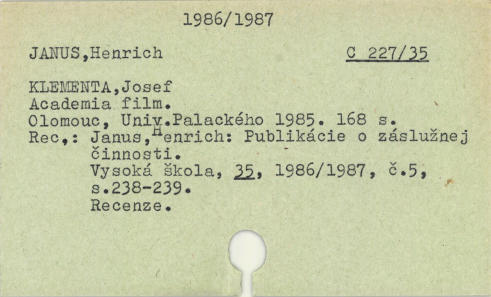 1986/1987
JANUS,Henrich C 227/35
KLEMENTA,Josef
Academia film.
Olomouc, Univ.Palackého 1985. 168 s.
Rec,: Janus,Henrich: Publikácie o záslužnej
činnosti.
Vysoká škola, 35, 1986/1987, č.5,
s.238-239.
Recenze.